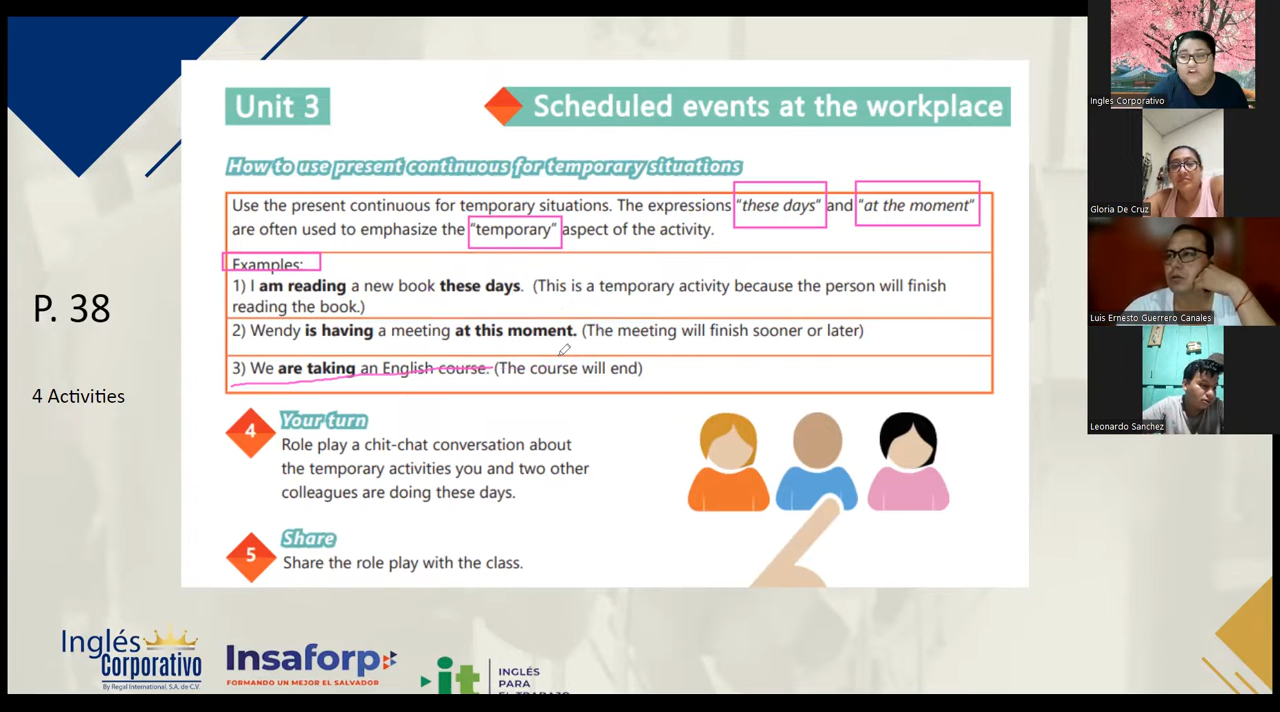 Unit 3
Scheduled events at the workplace
How to use present continuous for temporary situations
Use the present continuous for temporary situations. The expressions "these days" and "at the moment"
are often used to emphasize the "temporary" aspect of the activity.
Examples:
1) I am reading a new book these days. (This is a temporary activity because the person will finish
reading the book.)
2) Wendy is having a meeting at this moment. (The meeting will finish sooner or later)
3) We are taking an English course. (The course will end)
P. 38
4 Activities
4
Your turn
Role play a chit-chat conversation about
the temporary activities you and two other
colleagues are doing these days.
5
Share
Share the role play with the class.
Inglés
Corporativo
By Regal International, S.A. de C.V.
Insaforp
FORMANDO UN MEJOR EL SALVADOR
it
INGLÉS
PARA
EL TRABAJO
Ingles Corporativo
Gloria De Cruz
Luis Ernesto Guerrero Canales
Leonardo Sanchez